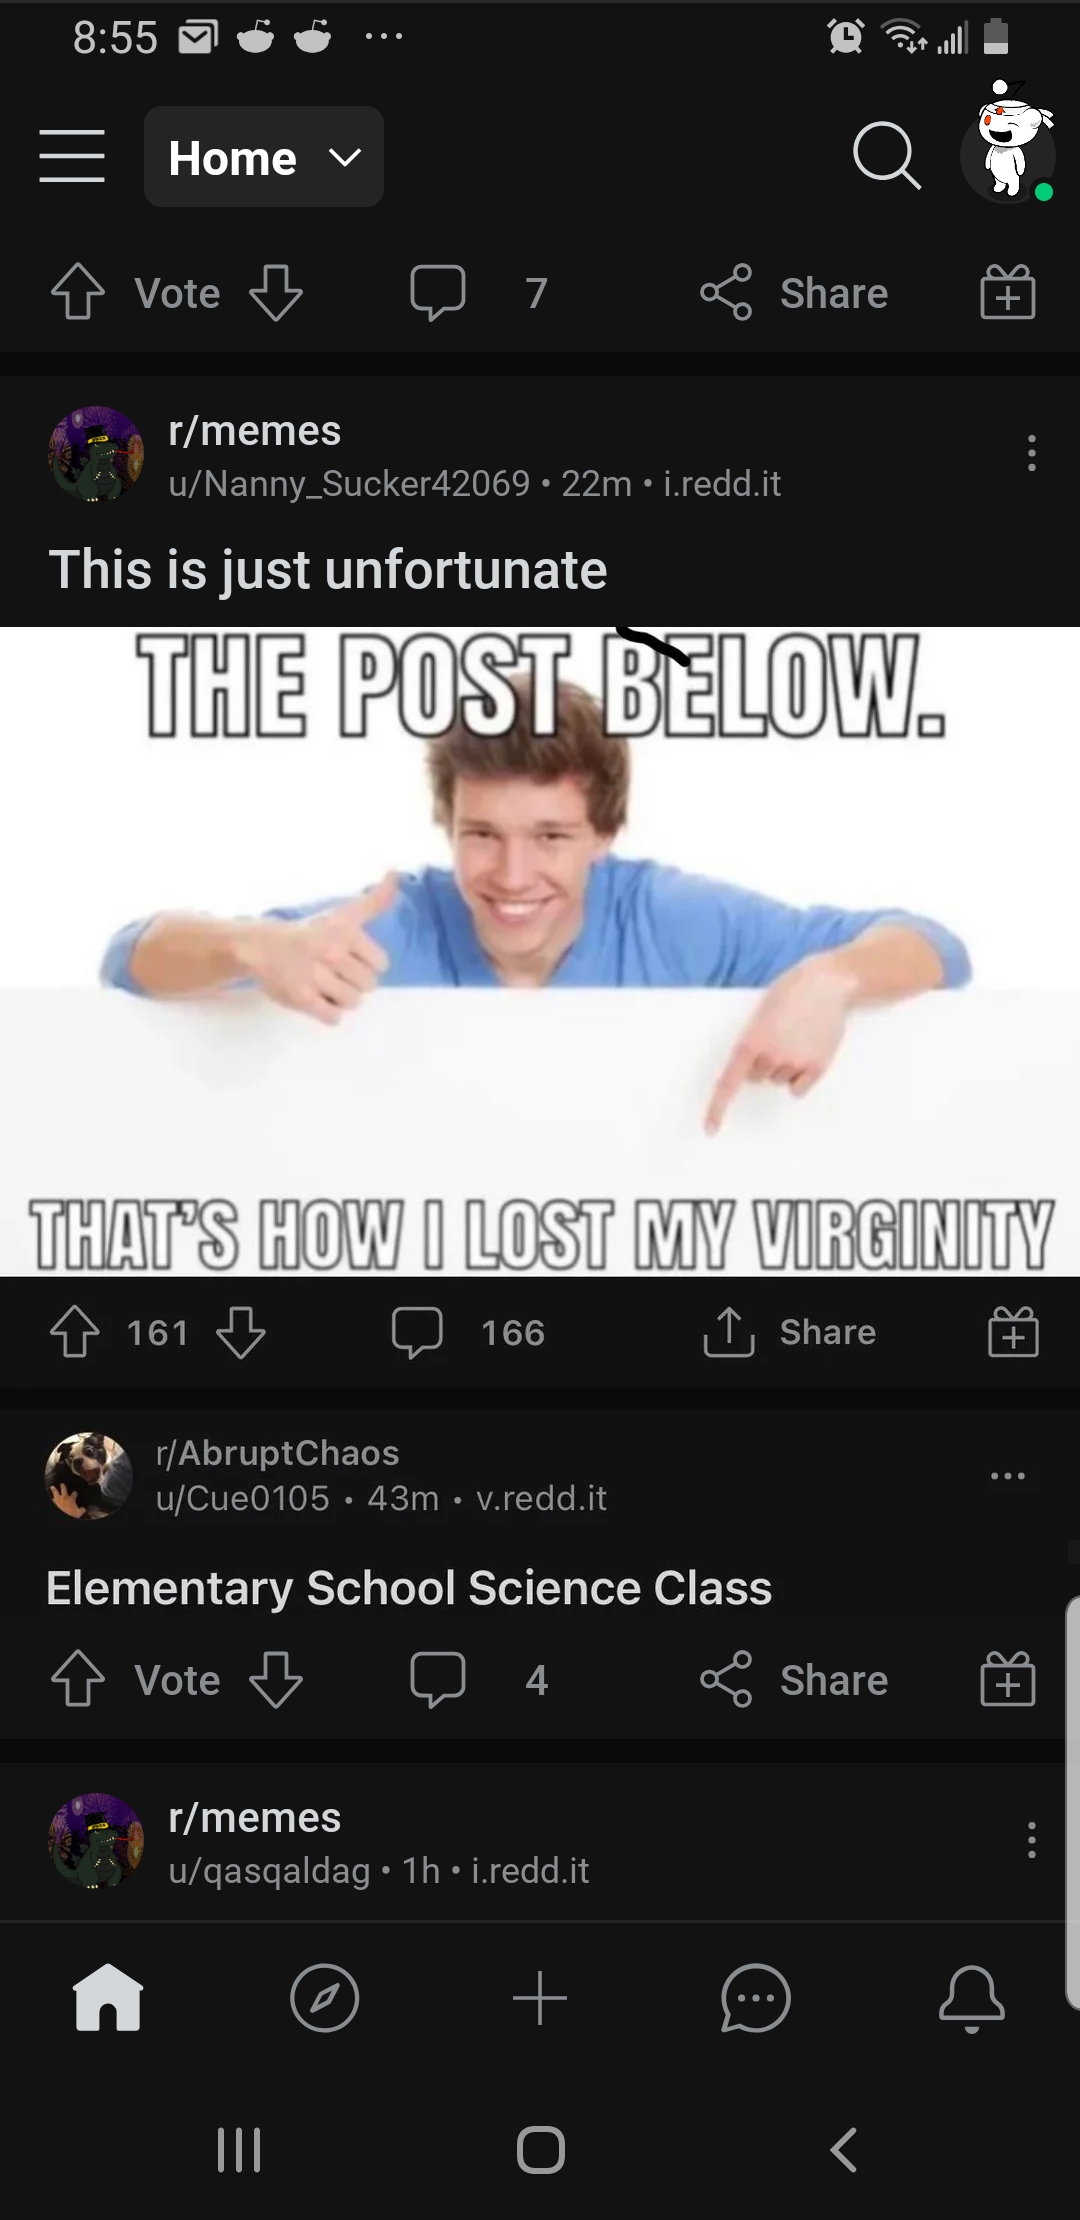 8:55
Home
Vote 7 Share
r/memes
u/Nanny_Sucker42069 • 22m • i.redd.it
This is just unfortunate
THE POST BELOW.
THAT'S HOW I LOST MY VIRGINITY
161 166 Share
r/AbruptChaos
u/Cue0105 • 43m • v.redd.it
Elementary School Science Class
Vote 4 Share
r/memes
u/qasqaldag • 1h • i.redd.it